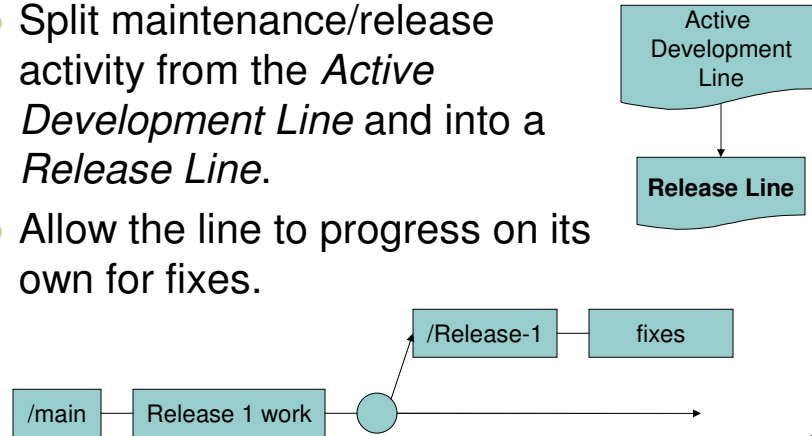 Split maintenance/release
activity from the Active
Development Line and into a
Release Line.
Allow the line to progress on its
own for fixes.
Active
Development
Line
Release Line
/Release-1
fixes
/main
Release 1 work